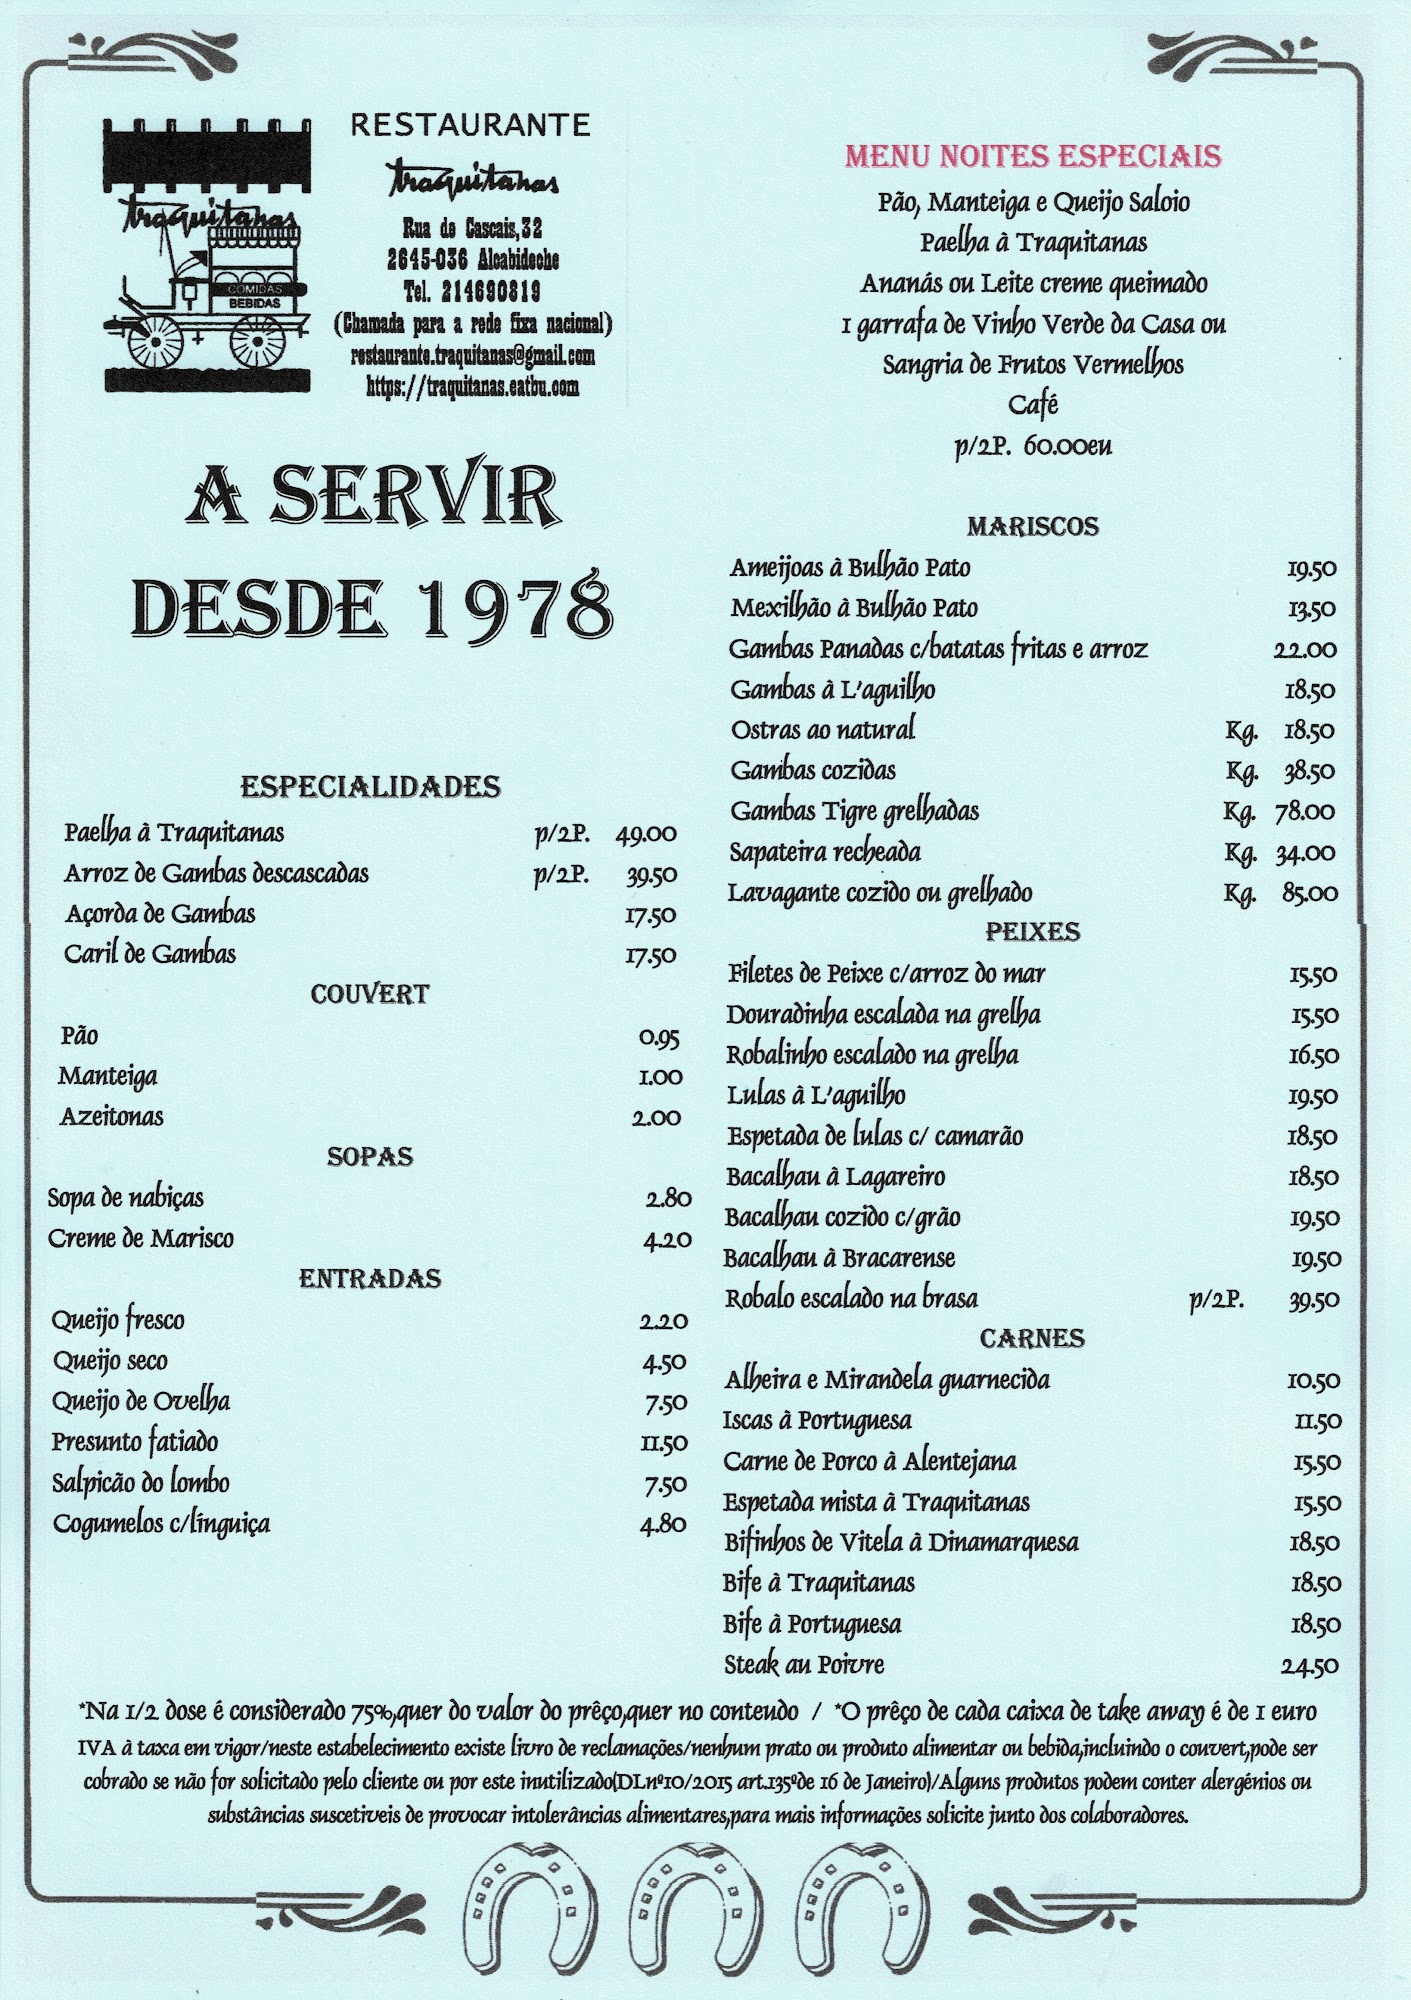 traquitanas
COMIDAS
BEBIDAS
RESTAURANTE
traquitanas
Rua de Cascais,32
2645-036 Alcabideche
Tel. 214690819
(Chamada para a rede fixa nacional)
restaurante.traquitanas@gmail.com
https://traquitanas.eatbu.com
A SERVIR
DESDE 1978
ESPECIALIDADES
Paelha à Traquitanas p/2P. 49.00
Arroz de Gambas descascadas p/2P. 39.50
Açorda de Gambas 17.50
Caril de Gambas 17.50
COUVERT
Pão 0.95
Manteiga 1.00
Azeitonas 2.00
SOPAS
Sopa de nabiças 2.80
Creme de Marisco 4.20
ENTRADAS
Queijo fresco 2.20
Queijo seco 4.50
Queijo de Ovelha 7.50
Presunto fatiado 11.50
Salpicão do lombo 7.50
Cogumelos c/línguiça 4.80
MENU NOITES ESPECIAIS
Pão, Manteiga e Queijo Saloio
Paelha à Traquitanas
Ananás ou Leite creme queimado
1 garrafa de Vinho Verde da Casa ou
Sangria de Frutos Vermelhos
Café
p/2P. 60.00eu
MARISCOS
Ameijoas à Bulhão Pato 19.50
Mexilhão à Bulhão Pato 13.50
Gambas Panadas c/batatas fritas e arroz 22.00
Gambas à L'aguilho 18.50
Ostras ao natural Kg. 18.50
Gambas cozidas Kg. 38.50
Gambas Tigre grelhadas Kg. 78.00
Sapateira recheada Kg. 34.00
Lavagante cozido ou grelhado Kg. 85.00
PEIXES
Filetes de Peixe c/arroz do mar 15.50
Douradinha escalada na grelha 15.50
Robalinho escalado na grelha 16.50
Lulas à L'aguilho 19.50
Espetada de lulas c/ camarão 18.50
Bacalhau à Lagareiro 18.50
Bacalhau cozido c/grão 19.50
Bacalhau à Bracarense 19.50
Robalo escalado na brasa p/2P. 39.50
CARNES
Alheira e Mirandela guarnecida 10.50
Iscas à Portuguesa 11.50
Carne de Porco à Alentejana 15.50
Espetada mista à Traquitanas 15.50
Bifinhos de Vitela à Dinamarquesa 18.50
Bife à Traquitanas 18.50
Bife à Portuguesa 18.50
Steak au Poivre 24.50
*Na 1/2 dose é considerado 75%,quer do valor do prêço,quer no conteudo / *O prêço de cada caixa de take away é de 1 euro
IVA à taxa em vigor/neste estabelecimento existe livro de reclamações/nenhum prato ou produto alimentar ou bebida,incluindo o couvert,pode ser
cobrado se não for solicitado pelo cliente ou por este inutilizado(DLnº10/2015 art.135ºde 16 de Janeiro)/Alguns produtos podem conter alergénios ou
substâncias suscetiveis de provocar intolerâncias alimentares,para mais informações solicite junto dos colaboradores.